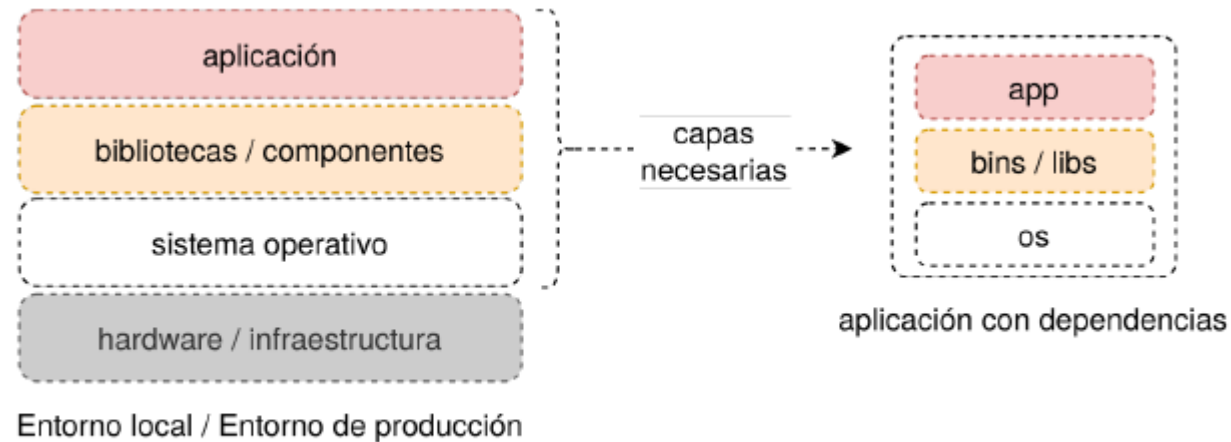 aplicación
bibliotecas / componentes
sistema operativo
hardware / infraestructura
Entorno local / Entorno de producción
capas
necesarias
app
bins / libs
os
aplicación con dependencias